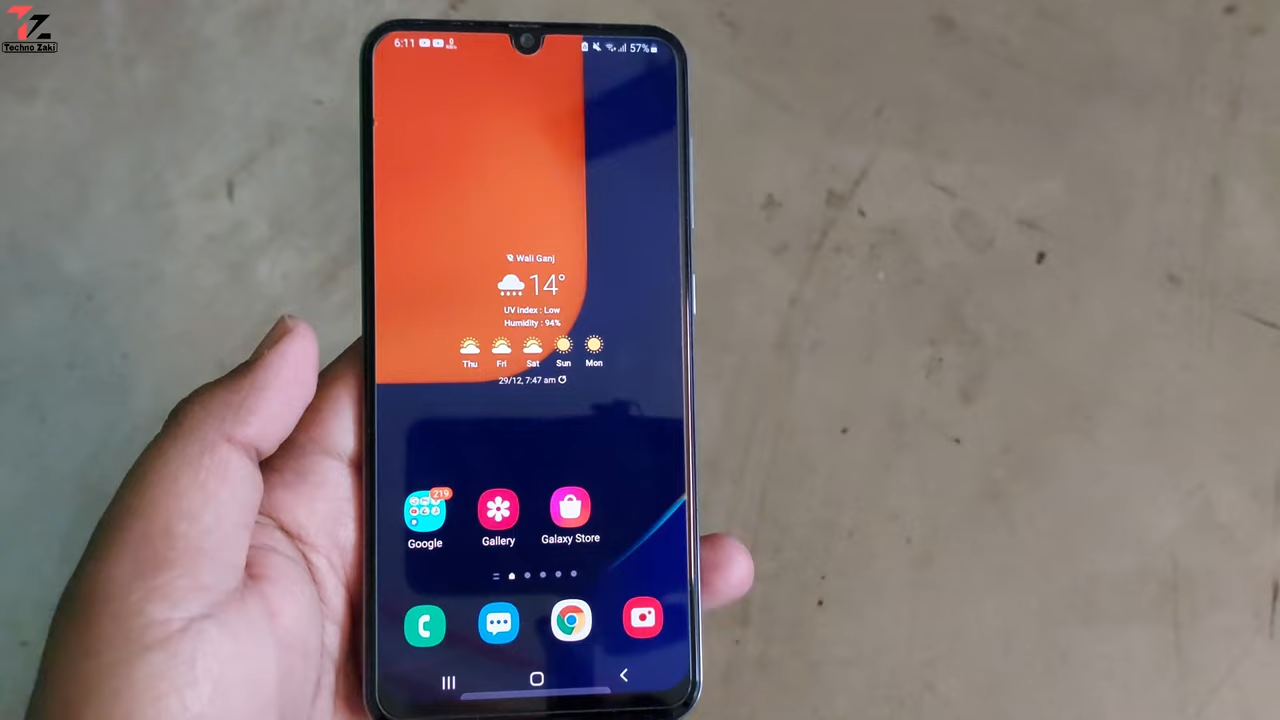 TZ
Techno Zaki
6:11
57%
Wali Ganj
14°
UV index : Low
Humidity : 94%
Thu Fri Sat Sun Mon
29/12, 7:47 am
219
Google Gallery Galaxy Store